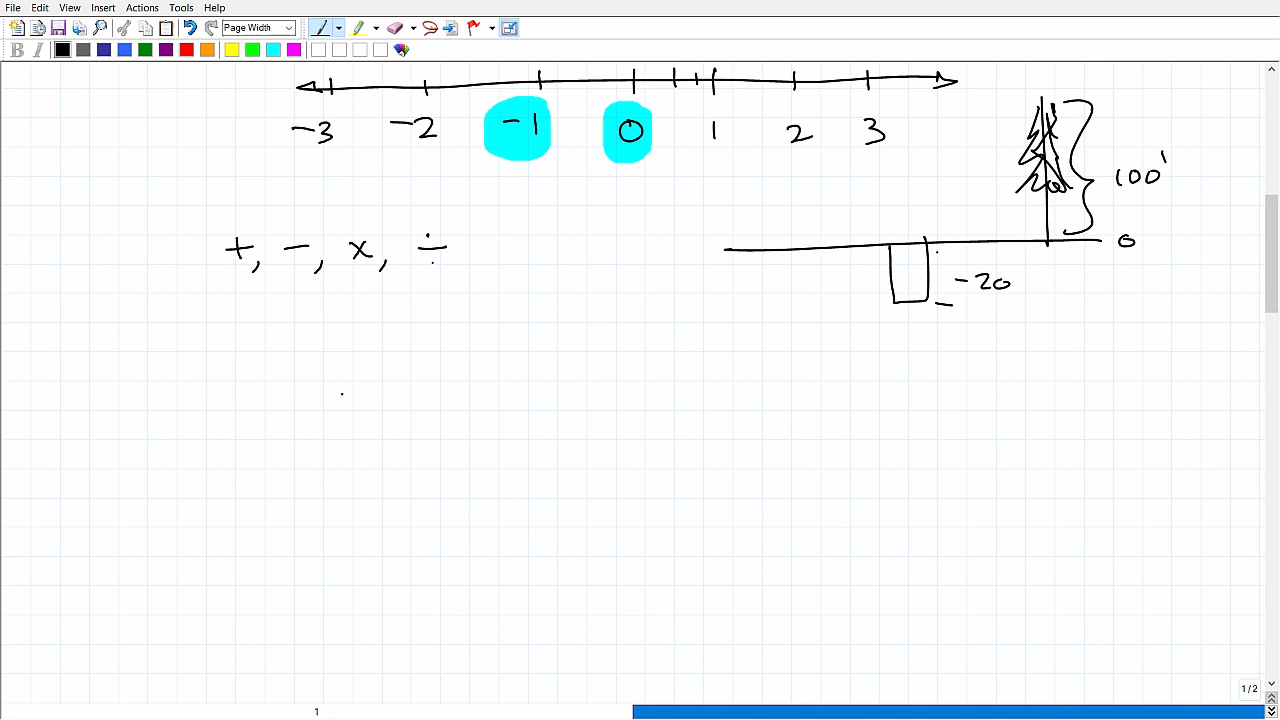 File Edit View Insert Actions Tools Help
Page Width
B I
-3 -2 -1 0 1 2 3
100'
+, -, x, ÷
0
-20
1/2
1